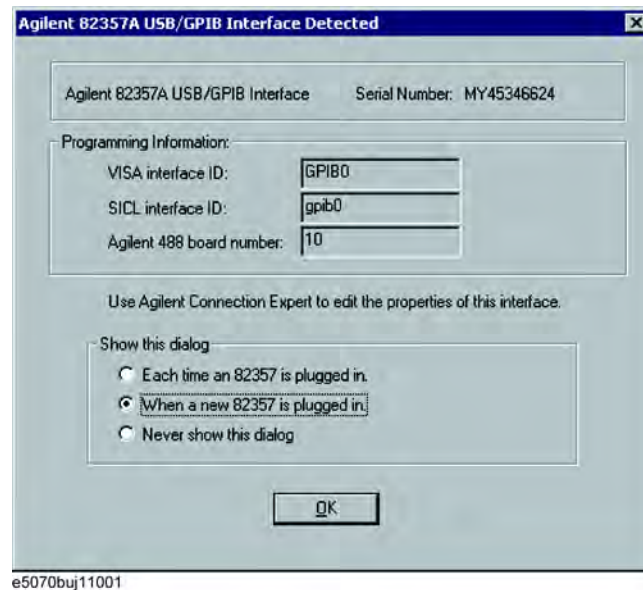 Agilent 82357A USB/GPIB Interface Detected
Agilent 82357A USB/GPIB Interface Serial Number: MY45346624
Programming Information:
VISA interface ID: GPIB0
SICL interface ID: gpib0
Agilent 488 board number: 10
Use Agilent Connection Expert to edit the properties of this interface.
Show this dialog
Each time an 82357 is plugged in.
When a new 82357 is plugged in.
Never show this dialog
OK
e5070buj11001